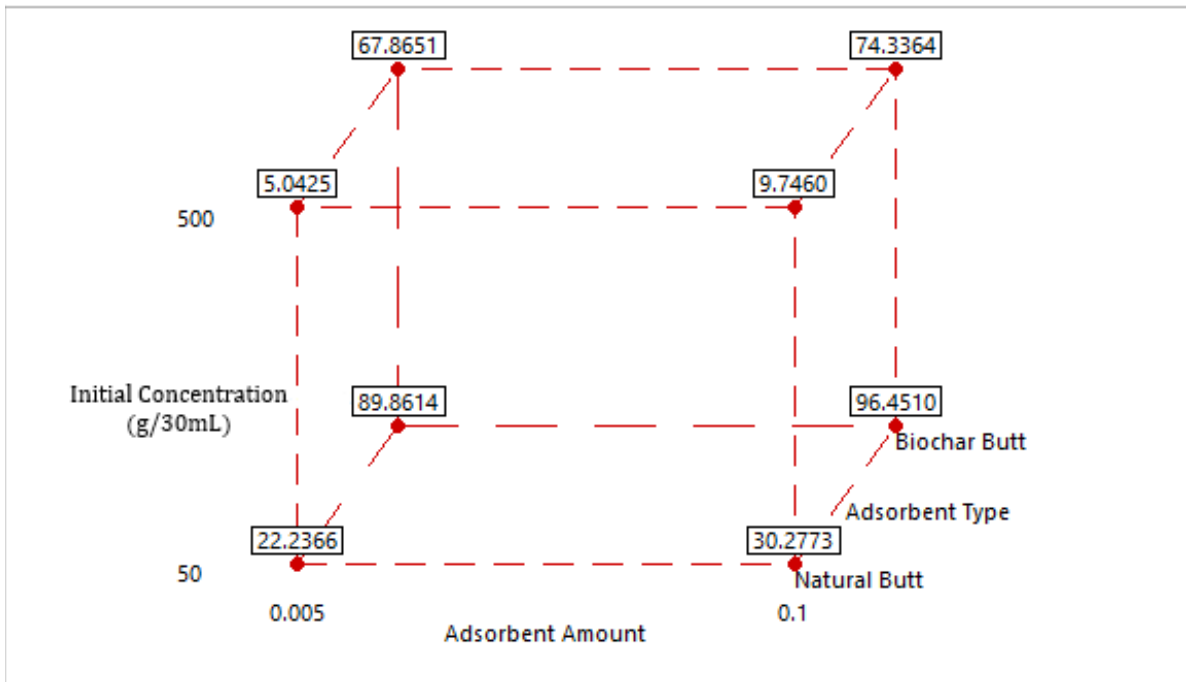 67.8651
74.3364
5.0425
9.7460
500
Initial Concentration
(g/30mL)
89.8614
96.4510
Biochar Butt
Adsorbent Type
22.2366
30.2773
50
Natural Butt
0.005
0.1
Adsorbent Amount